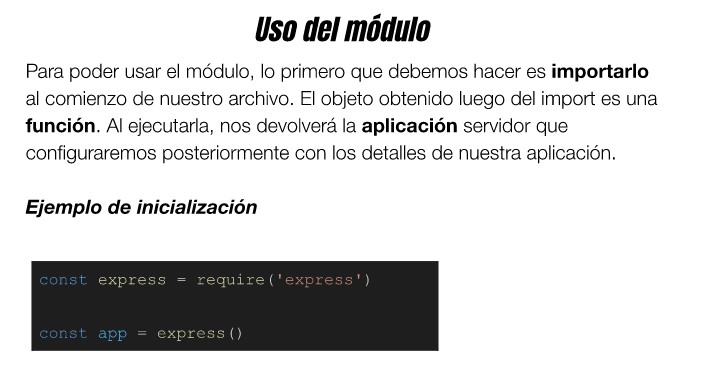 Uso del módulo
Para poder usar el módulo, lo primero que debemos hacer es importarlo
al comienzo de nuestro archivo. El objeto obtenido luego del import es una
función. Al ejecutarla, nos devolverá la aplicación servidor que
configuraremos posteriormente con los detalles de nuestra aplicación.
Ejemplo de inicialización
const express = require('express')
const app = express()